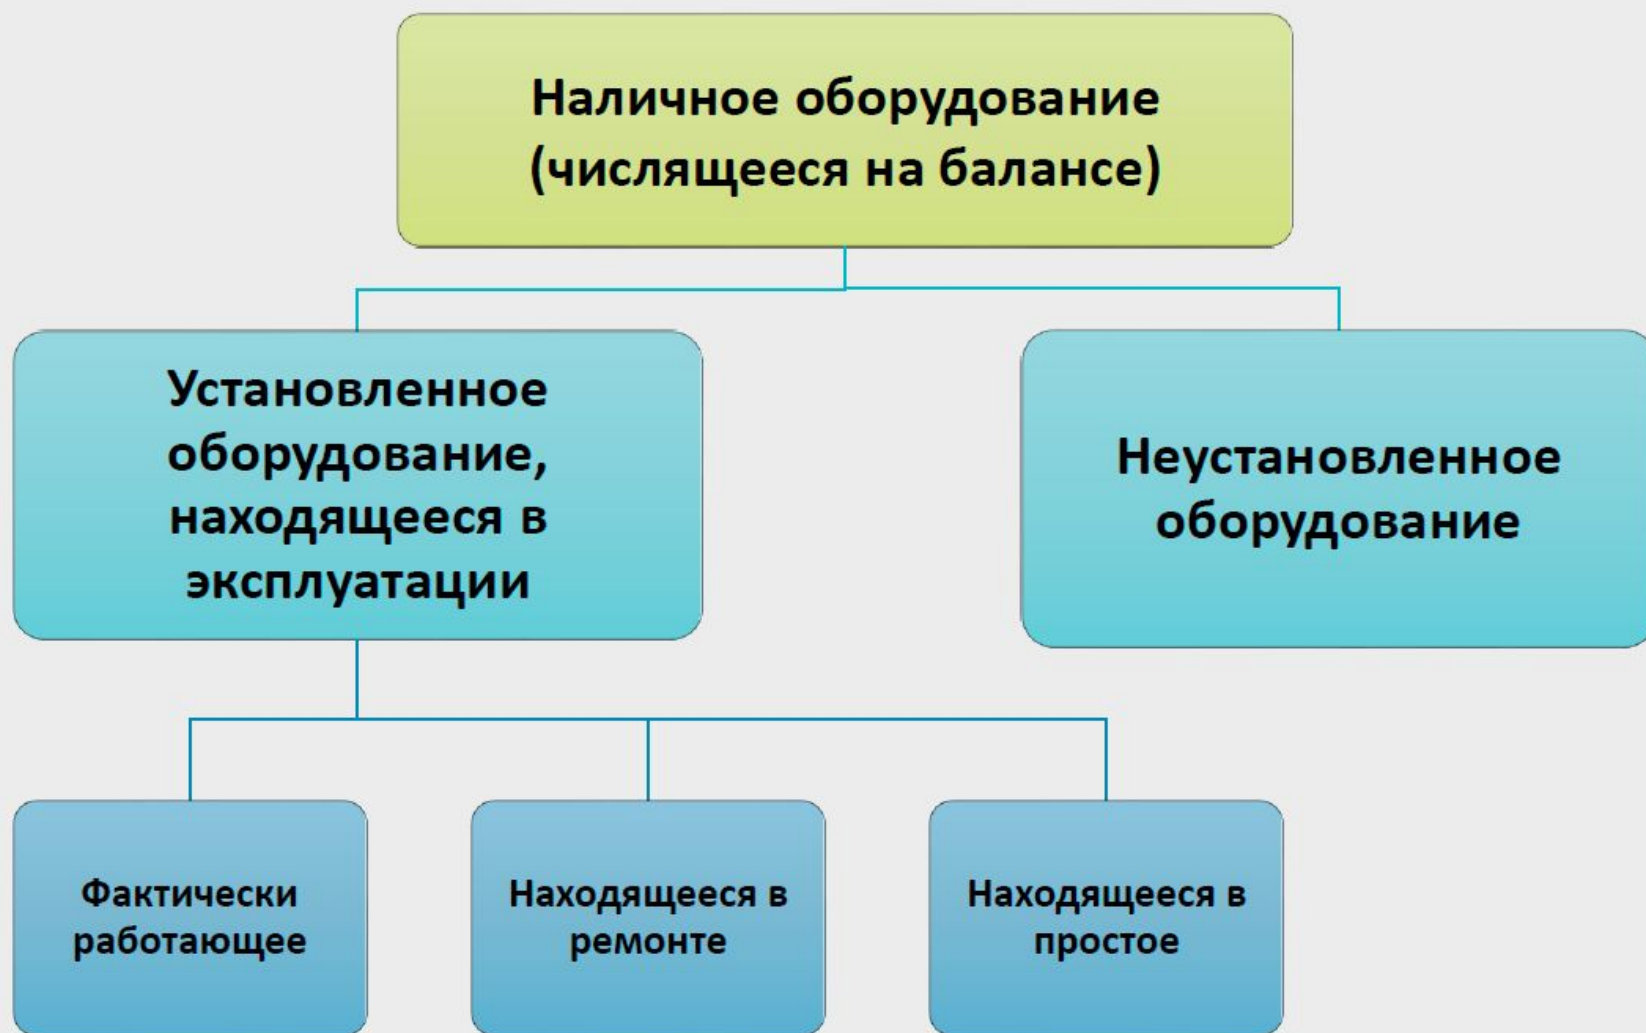 Наличное оборудование
(числящееся на балансе)
Установленное
оборудование,
находящееся в
эксплуатации
Неустановленное
оборудование
Фактически
работающее
Находящееся в
ремонте
Находящееся в
простое